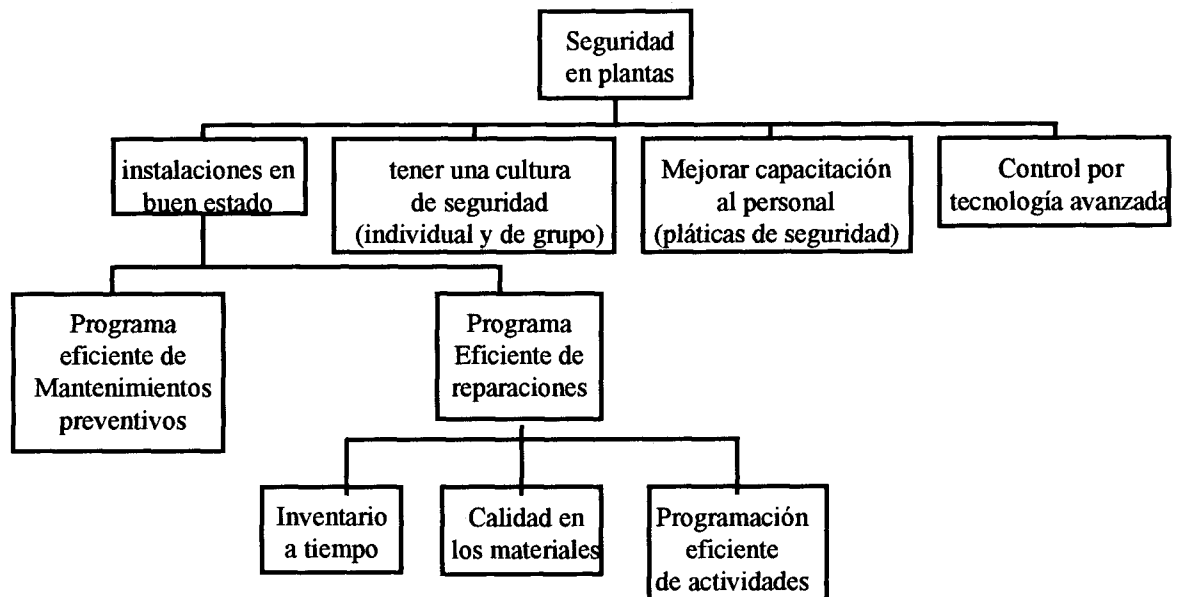 Seguridad
en plantas
instalaciones en
buen estado
tener una cultura
de seguridad
(individual y de grupo)
Mejorar capacitación
al personal
(pláticas de seguridad)
Control por
tecnología avanzada
Programa
eficiente de
Mantenimientos
preventivos
Programa
Eficiente de
reparaciones
Inventario
a tiempo
Calidad en
los materiales
Programación
eficiente
de actividades